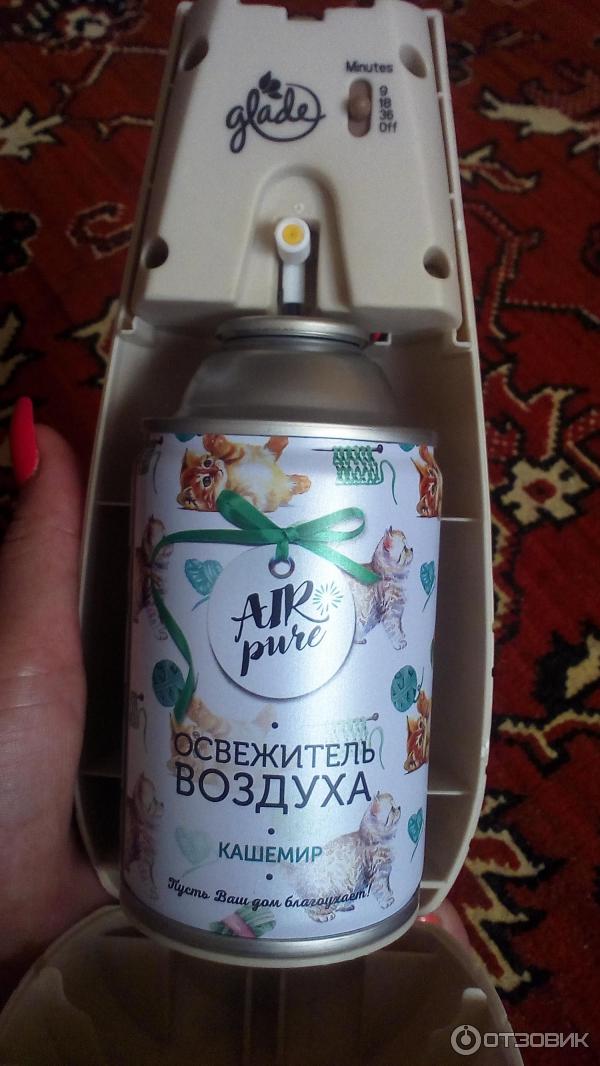 Minutes
glade
9
18
36
Off
AIR
pure
ОСВЕЖИТЕЛЬ
ВОЗДУХА
КАШЕМИР
Пусть Ваш дом благоухает!
ОТЗОВИК